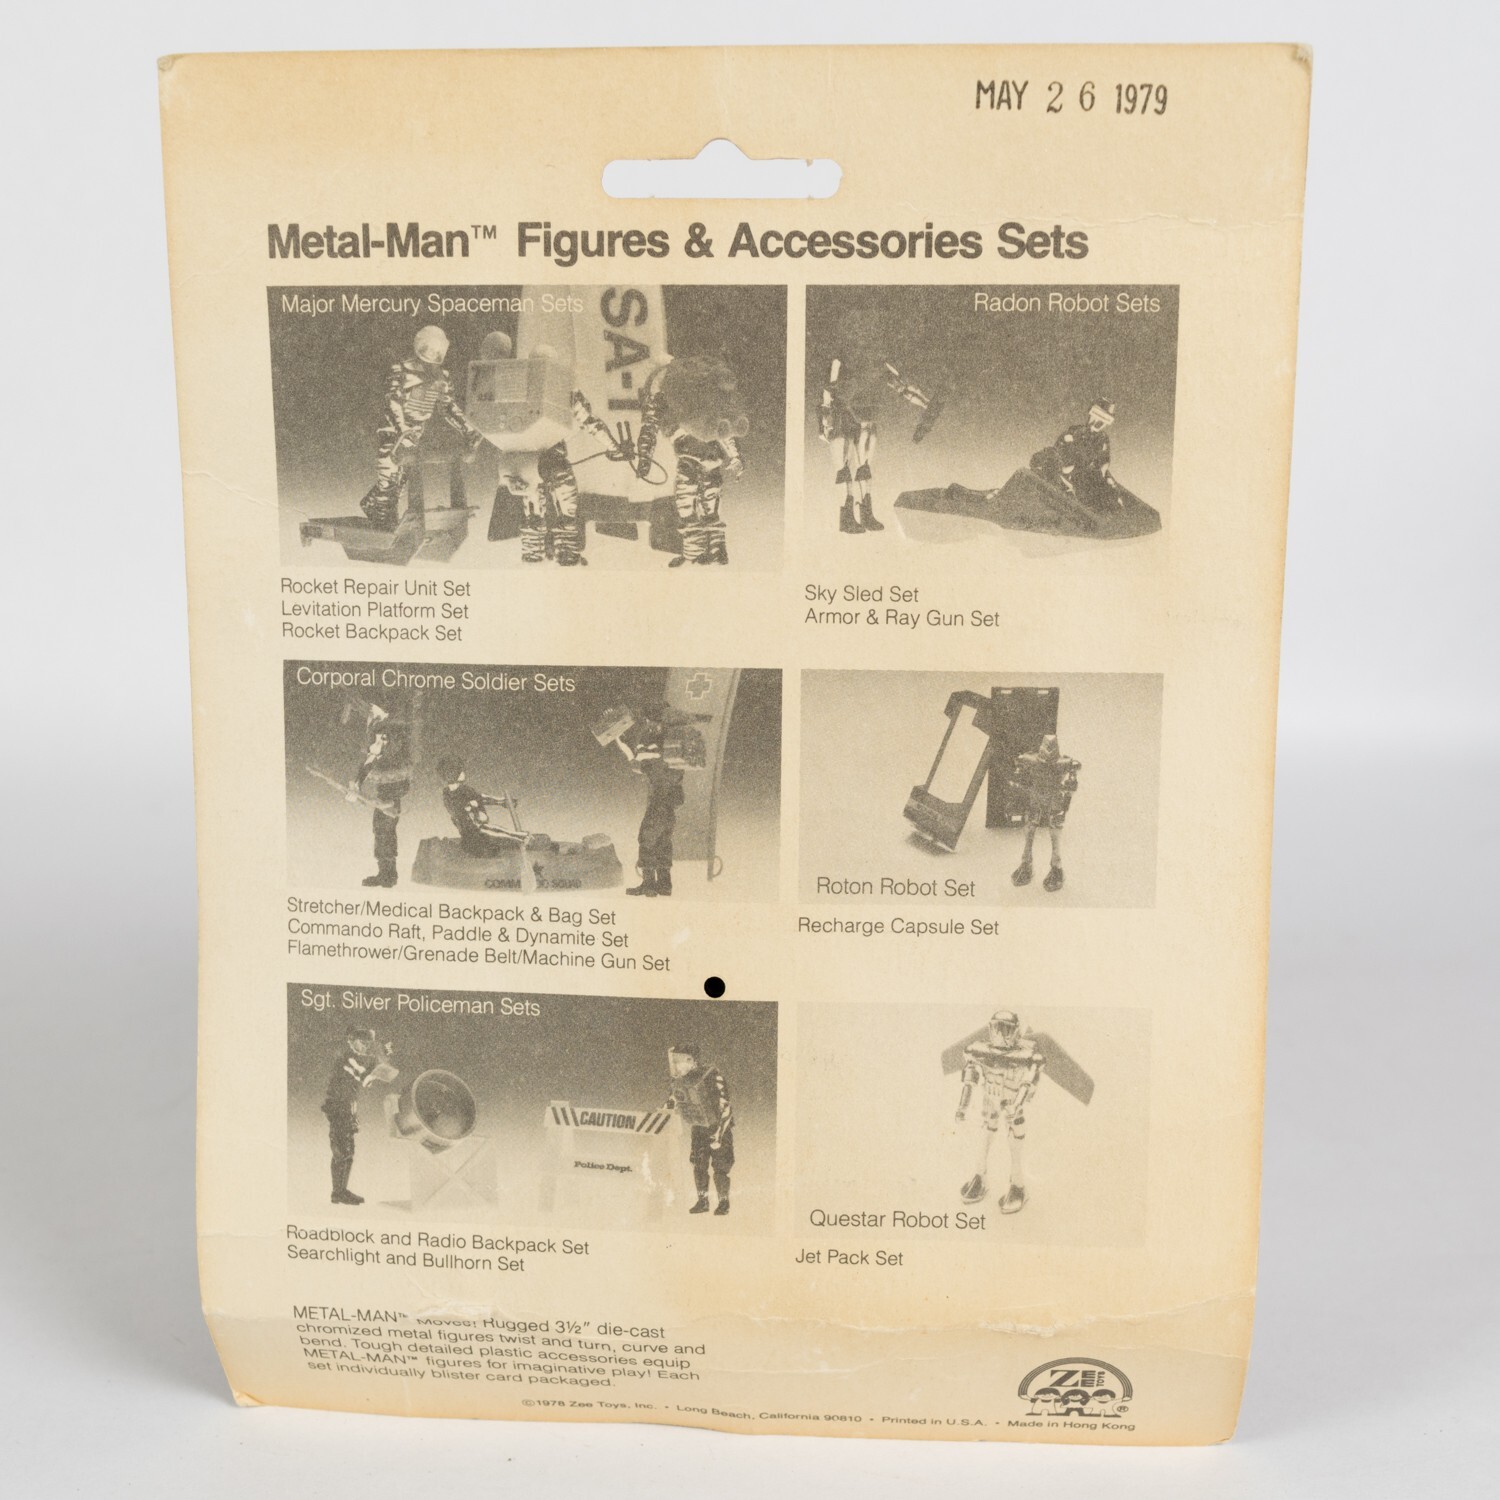 MAY 26 1979
Metal-Man™ Figures & Accessories Sets
Major Mercury Spaceman Sets
SA-1
Rocket Repair Unit Set
Levitation Platform Set
Rocket Backpack Set
Radon Robot Sets
Sky Sled Set
Armor & Ray Gun Set
Corporal Chrome Soldier Sets
Stretcher/Medical Backpack & Bag Set
Commando Raft, Paddle & Dynamite Set
Flamethrower/Grenade Belt/Machine Gun Set
Roton Robot Set
Recharge Capsule Set
Sgt. Silver Policeman Sets
CAUTION
Police Dept.
Roadblock and Radio Backpack Set
Searchlight and Bullhorn Set
Questar Robot Set
Jet Pack Set
METAL-MAN™ Moves! Rugged 3½" die-cast
chromized metal figures twist and turn, curve and
bend. Tough detailed plastic accessories equip
METAL-MAN™ figures for imaginative play! Each
set individually blister card packaged.
ZEE TOYS ®
©1978 Zee Toys, Inc. • Long Beach, California 90810 • Printed in U.S.A. • Made in Hong Kong